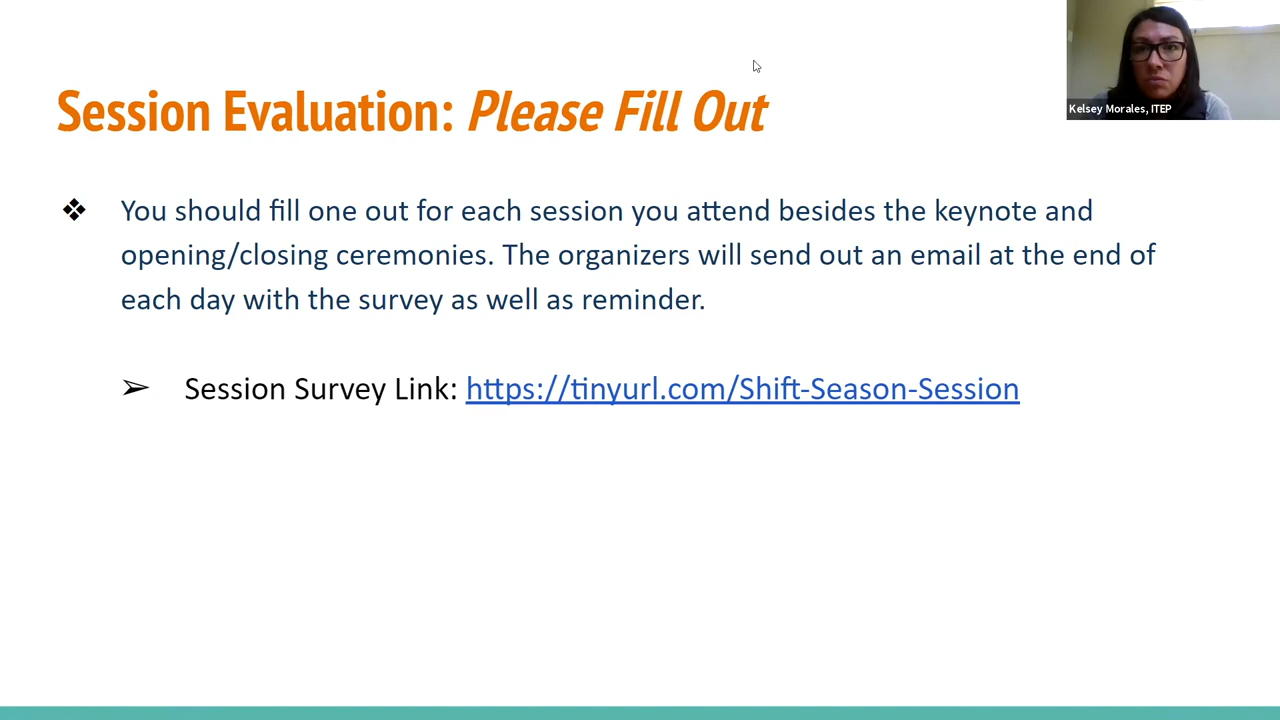 Kelsey Morales, ITEP
Session Evaluation: Please Fill Out
❖ You should fill one out for each session you attend besides the keynote and
opening/closing ceremonies. The organizers will send out an email at the end of
each day with the survey as well as reminder.
➢ Session Survey Link: https://tinyurl.com/Shift-Season-Session